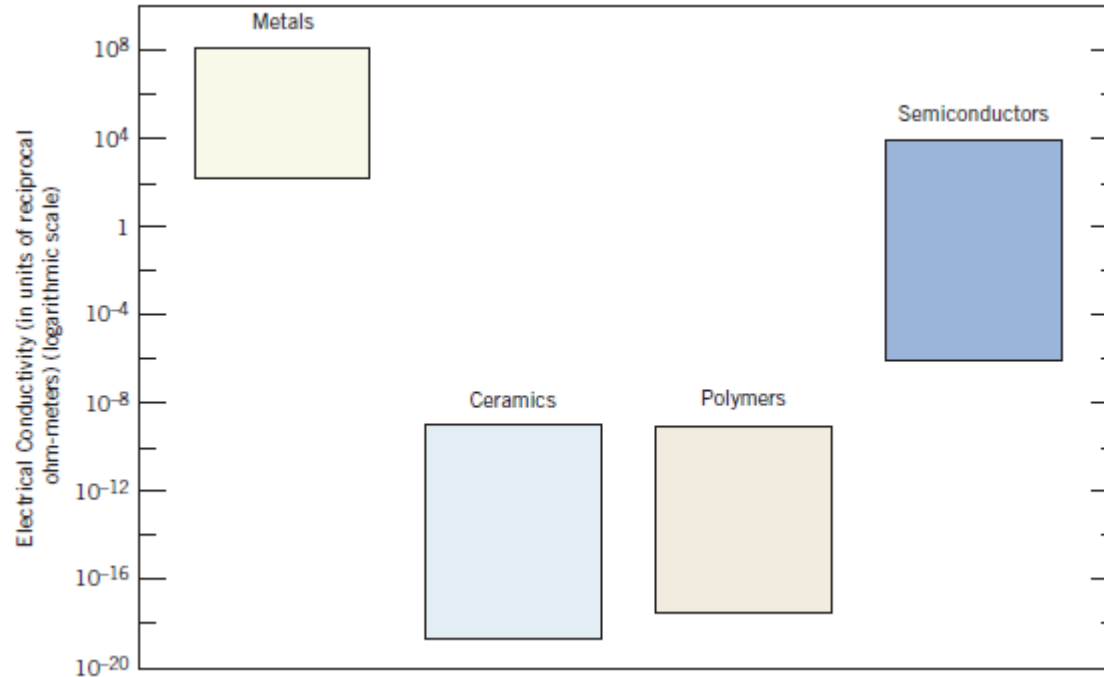 Metals
10⁸
Semiconductors
10⁴
1
10⁻⁴
Ceramics
Polymers
10⁻⁸
10⁻¹²
10⁻¹⁶
10⁻²⁰
Electrical Conductivity (in units of reciprocal
ohm-meters) (logarithmic scale)